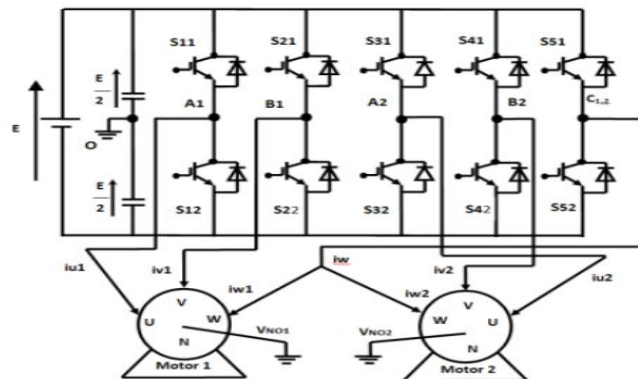 S11 S21 S31 S41 S51
E/2
A1 B1 A2 B2 C1,2
E
O
E/2
S12 S22 S32 S42 S52
iu1 iv1 iw iv2 iu2
iw1 iw2
V V
U W W U
N VNO1 VNO2 N
Motor 1 Motor 2